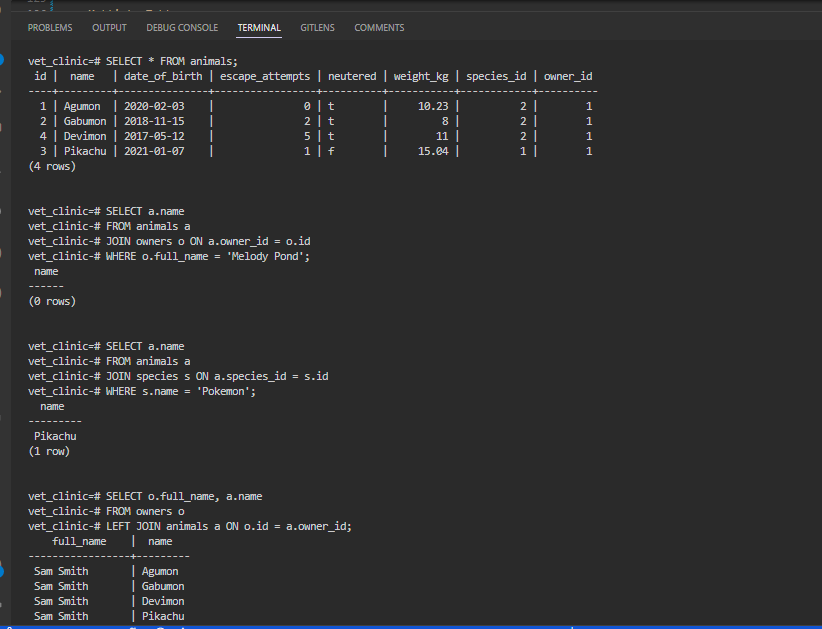 PROBLEMS OUTPUT DEBUG CONSOLE TERMINAL GITLENS COMMENTS
vet_clinic=# SELECT * FROM animals;
 id |  name   | date_of_birth | escape_attempts | neutered | weight_kg | species_id | owner_id
----+---------+---------------+-----------------+----------+-----------+------------+----------
  1 | Agumon  | 2020-02-03    |               0 | t        |     10.23 |          2 |        1
  2 | Gabumon | 2018-11-15    |               2 | t        |         8 |          2 |        1
  4 | Devimon | 2017-05-12    |               5 | t        |        11 |          2 |        1
  3 | Pikachu | 2021-01-07    |               1 | f        |     15.04 |          1 |        1
(4 rows)
vet_clinic=# SELECT a.name
vet_clinic-# FROM animals a
vet_clinic-# JOIN owners o ON a.owner_id = o.id
vet_clinic-# WHERE o.full_name = 'Melody Pond';
 name
------
(0 rows)
vet_clinic=# SELECT a.name
vet_clinic-# FROM animals a
vet_clinic-# JOIN species s ON a.species_id = s.id
vet_clinic-# WHERE s.name = 'Pokemon';
  name
---------
 Pikachu
(1 row)
vet_clinic=# SELECT o.full_name, a.name
vet_clinic-# FROM owners o
vet_clinic-# LEFT JOIN animals a ON o.id = a.owner_id;
    full_name    |  name
-----------------+---------
 Sam Smith       | Agumon
 Sam Smith       | Gabumon
 Sam Smith       | Devimon
 Sam Smith       | Pikachu